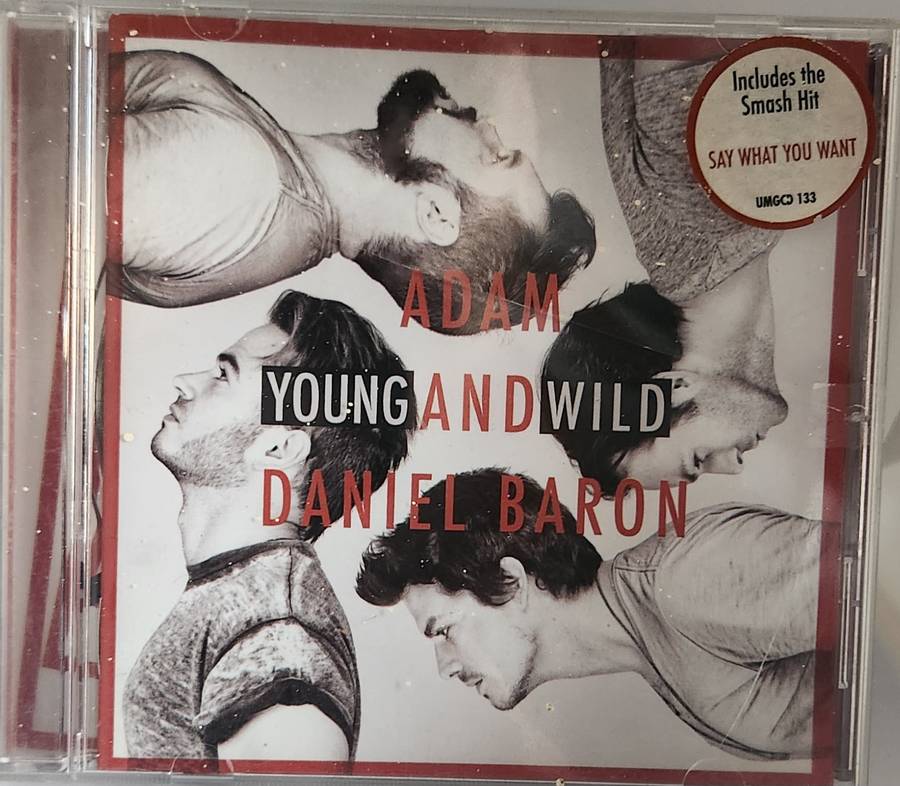 Includes the
Smash Hit
SAY WHAT YOU WANT
UMGCD 133
ADAM
YOUNG AND WILD
DANIEL BARON